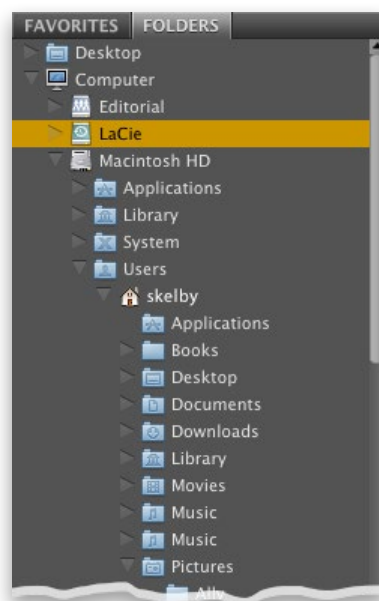 FAVORITES FOLDERS
Desktop
Computer
Editorial
LaCie
Macintosh HD
Applications
Library
System
Users
skelby
Applications
Books
Desktop
Documents
Downloads
Library
Movies
Music
Music
Pictures
Ally